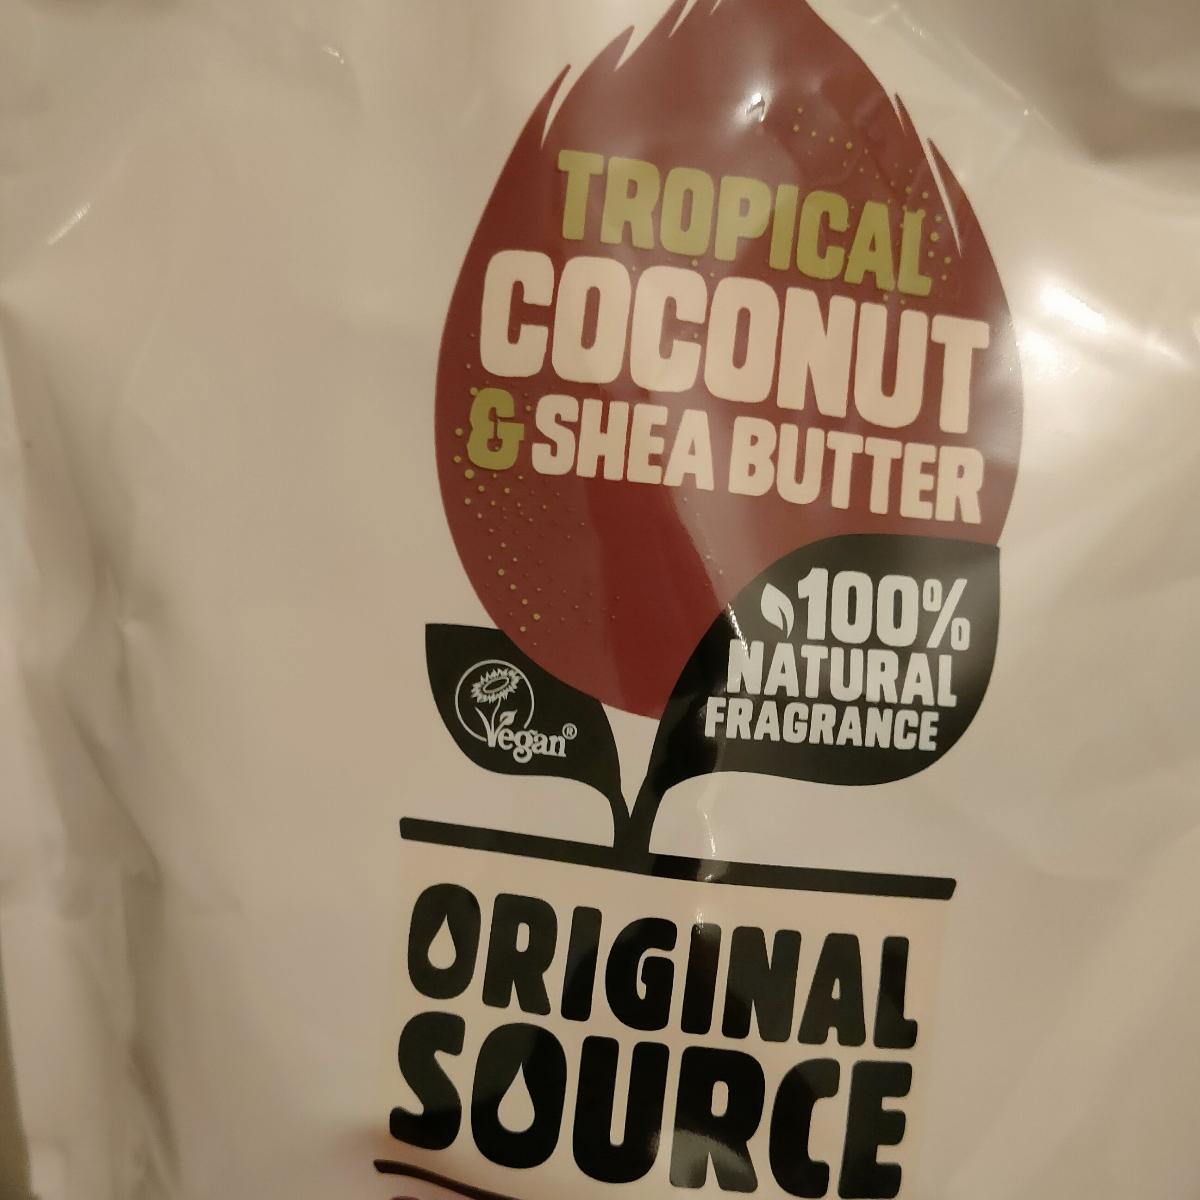 TROPICAL
COCONUT
& SHEA BUTTER
100%
NATURAL
FRAGRANCE
Vegan®
ORIGINAL
SOURCE